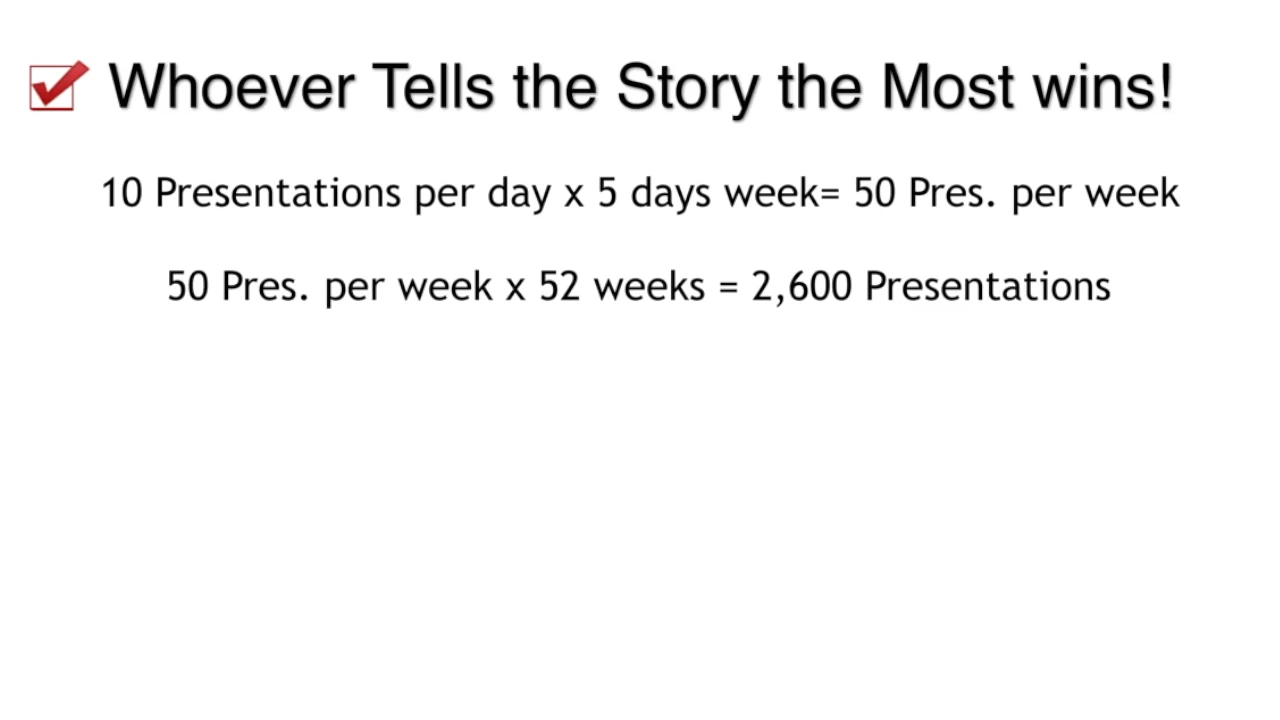 Whoever Tells the Story the Most wins!
10 Presentations per day x 5 days week= 50 Pres. per week
50 Pres. per week x 52 weeks = 2,600 Presentations